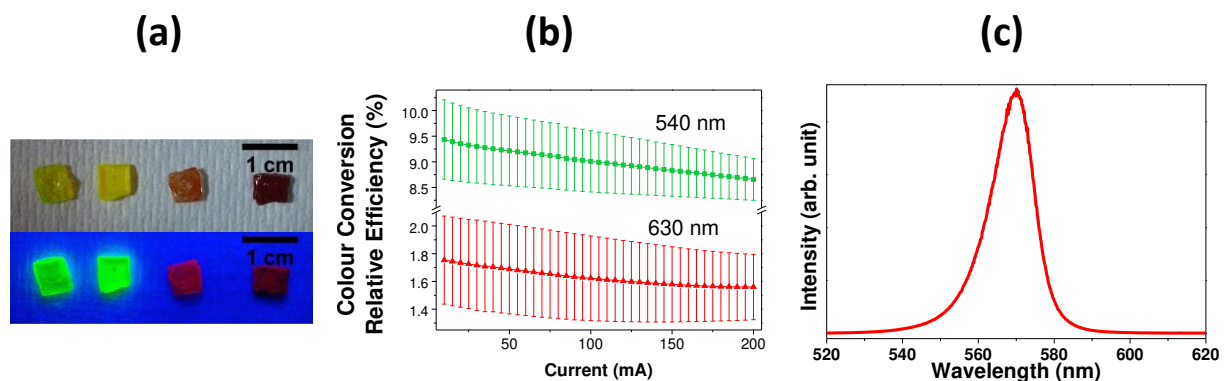 (a)
(b)
(c)
1 cm
1 cm
Colour Conversion
Relative Efficiency (%)
10.0
9.5
9.0
8.5
2.0
1.8
1.6
1.4
540 nm
630 nm
50
100
150
200
Current (mA)
Intensity (arb. unit)
520
540
560
580
600
620
Wavelength (nm)